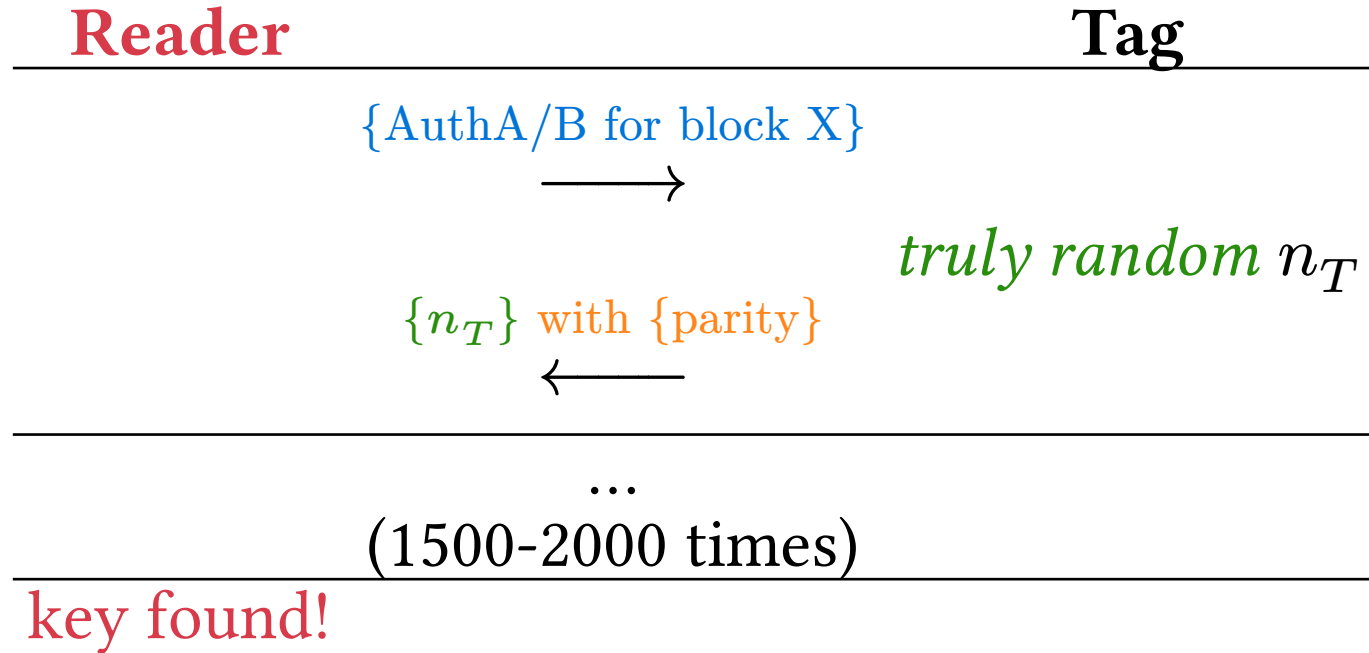 Reader Tag
{AuthA/B for block X}
⟶
truly random n_T
{n_T} with {parity}
⟵
...
(1500-2000 times)
key found!